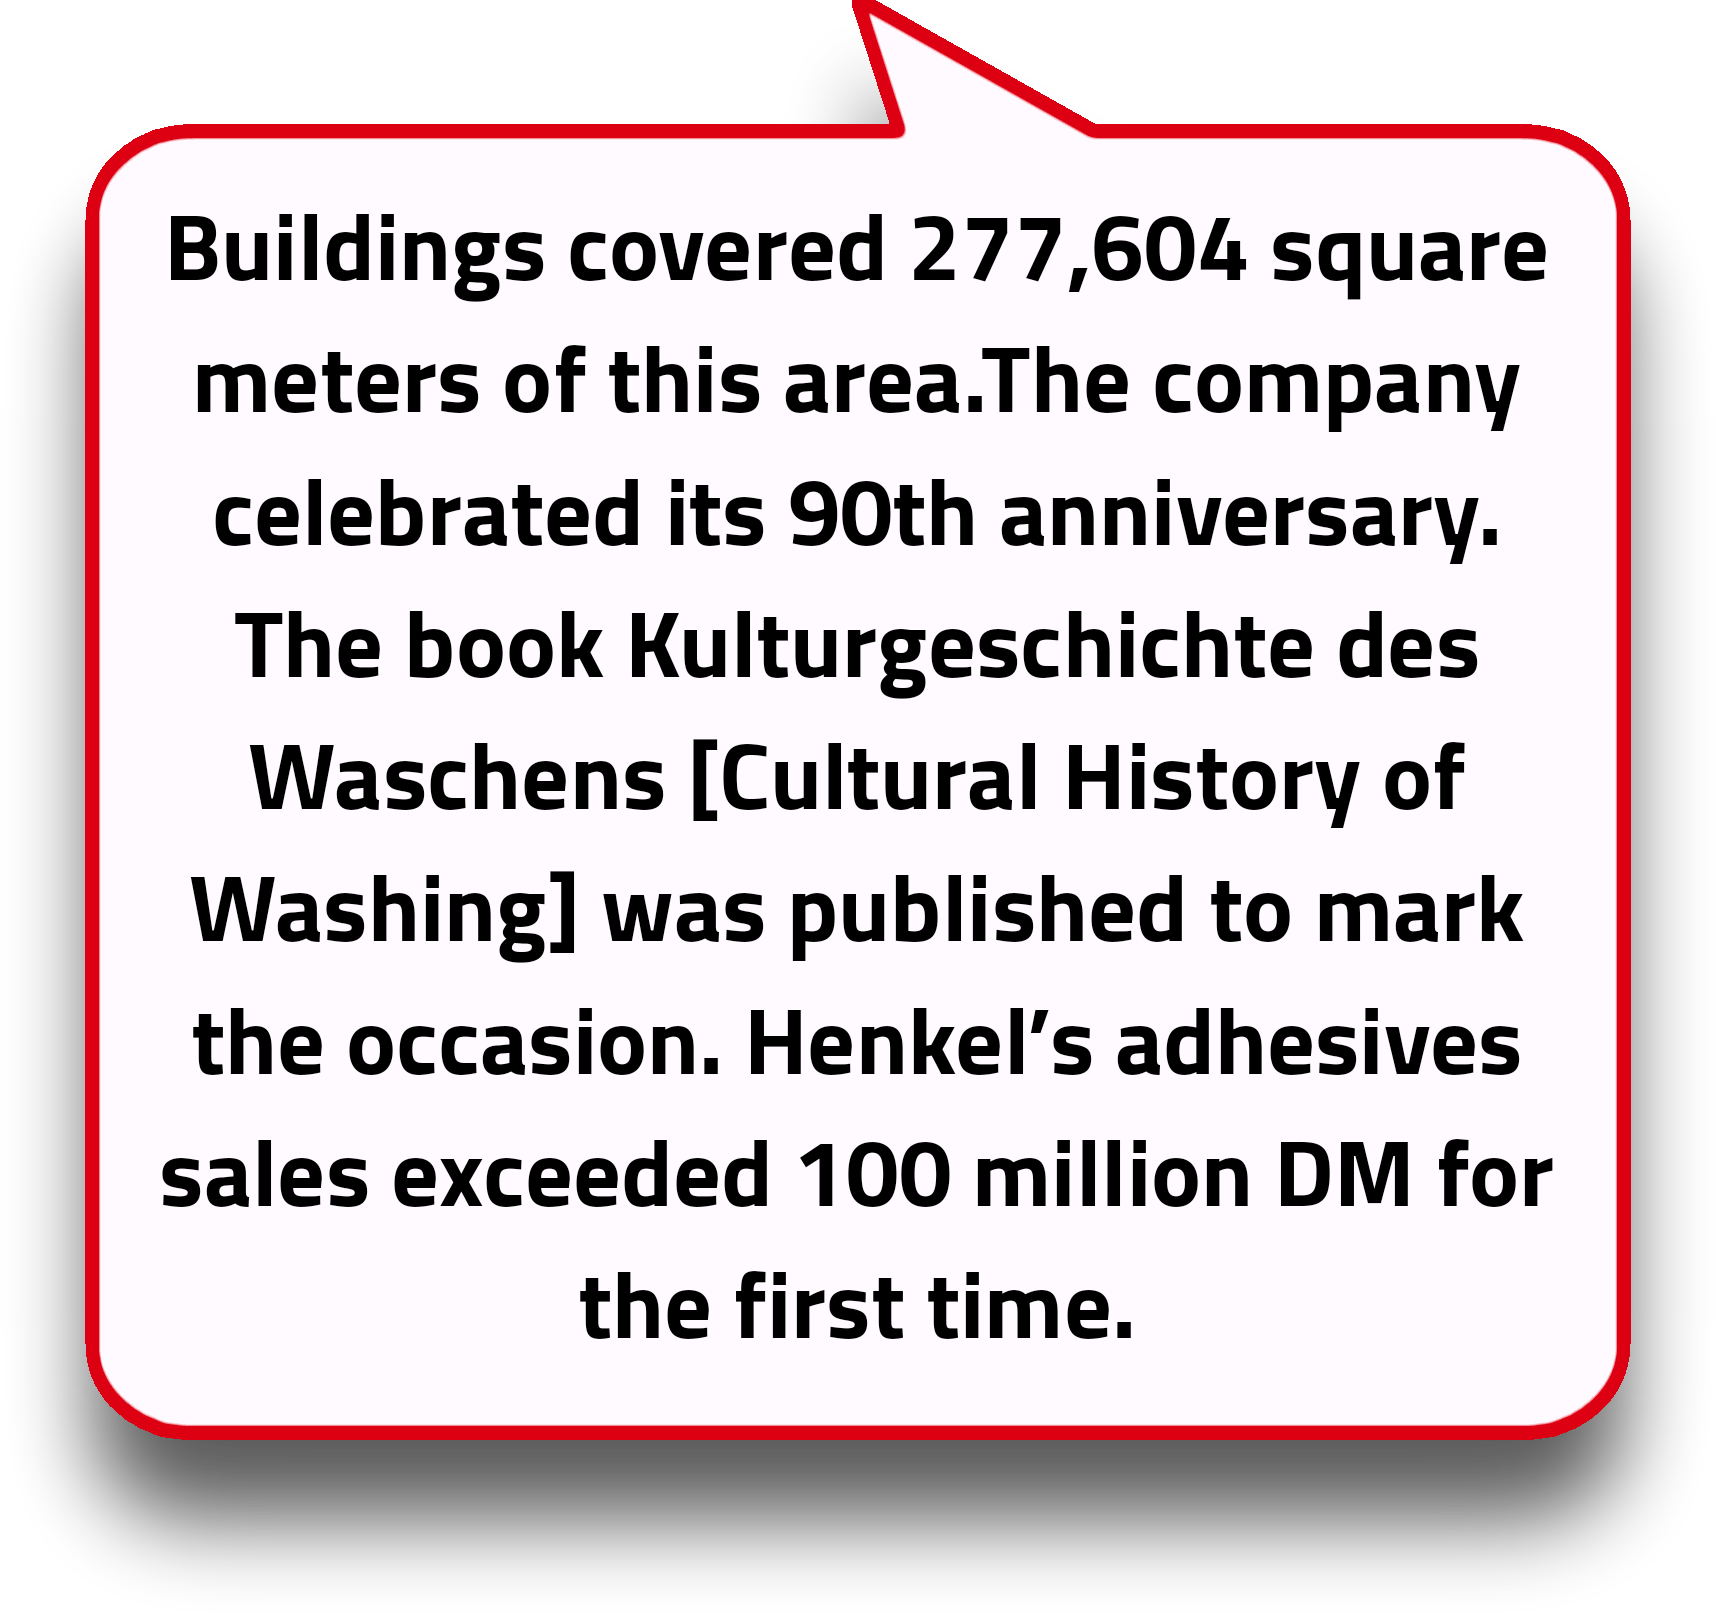 Buildings covered 277,604 square
meters of this area.The company
celebrated its 90th anniversary.
The book Kulturgeschichte des
Waschens [Cultural History of
Washing] was published to mark
the occasion. Henkel’s adhesives
sales exceeded 100 million DM for
the first time.